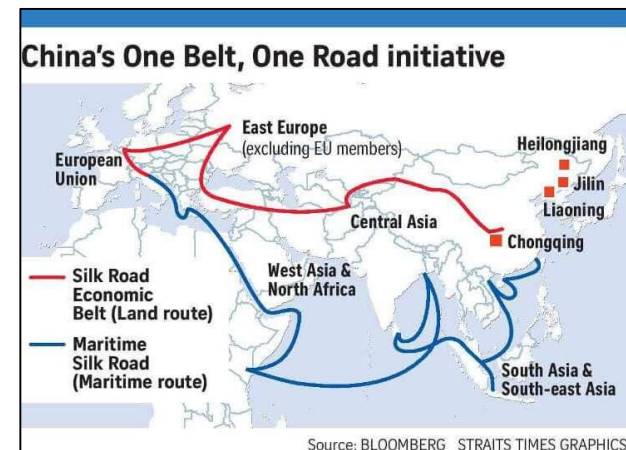 China's One Belt, One Road initiative
East Europe
(excluding EU members)
European
Union
Heilongjiang
Jilin
Liaoning
Central Asia
Chongqing
West Asia &
North Africa
Silk Road
Economic
Belt (Land route)
Maritime
Silk Road
(Maritime route)
South Asia &
South-east Asia
Source: BLOOMBERG STRAITS TIMES GRAPHICS